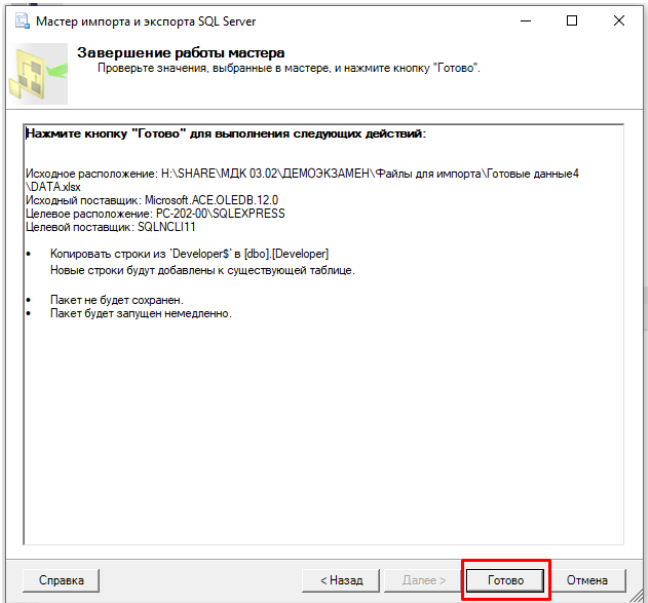 Мастер импорта и экспорта SQL Server
Завершение работы мастера
Проверьте значения, выбранные в мастере, и нажмите кнопку "Готово".
Нажмите кнопку "Готово" для выполнения следующих действий:
Исходное расположение: H:\SHARE\МДК 03.02\ДЕМОЭКЗАМЕН\Файлы для импорта\Готовые данные4
\DATA.xlsx
Исходный поставщик: Microsoft.ACE.OLEDB.12.0
Целевое расположение: PC-202-00\SQLEXPRESS
Целевой поставщик: SQLNCLI11
• Копировать строки из `Developer$` в [dbo].[Developer]
Новые строки будут добавлены к существующей таблице.
• Пакет не будет сохранен.
• Пакет будет запущен немедленно.
Справка
< Назад
Далее >
Готово
Отмена